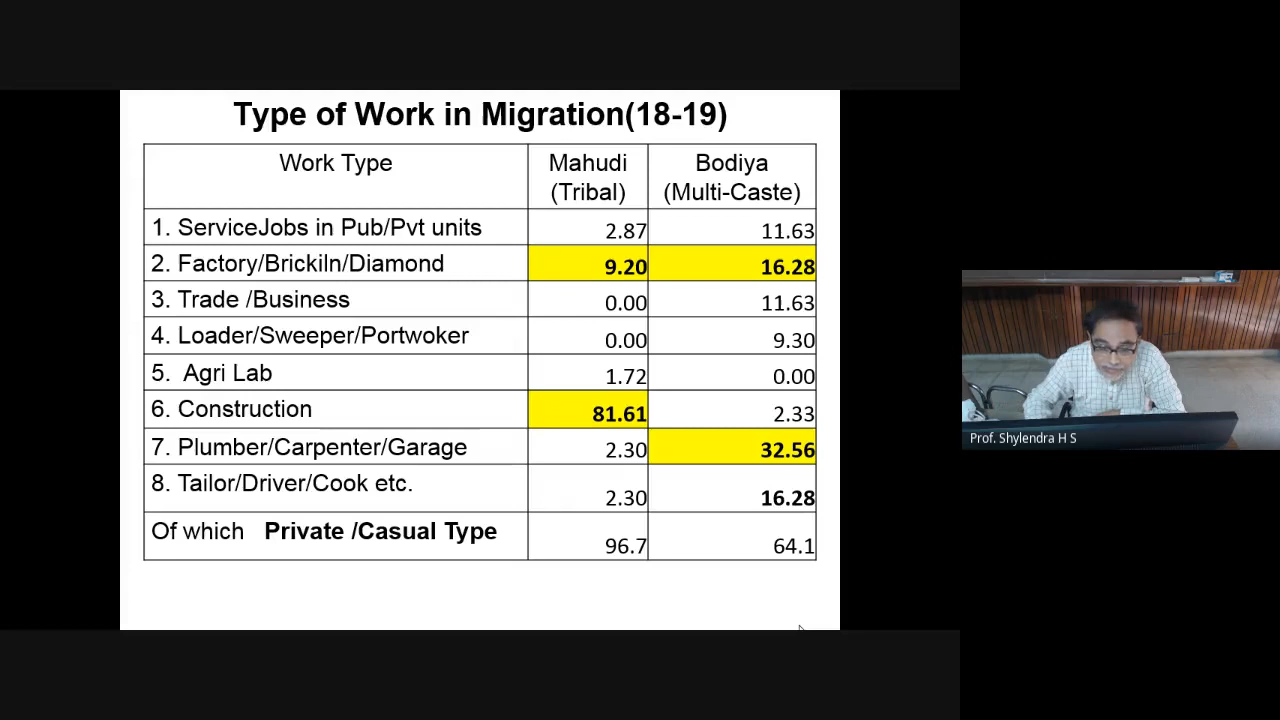 Type of Work in Migration(18-19)
Work Type Mahudi (Tribal) Bodiya (Multi-Caste)
1. ServiceJobs in Pub/Pvt units 2.87 11.63
2. Factory/Brickiln/Diamond 9.20 16.28
3. Trade /Business 0.00 11.63
4. Loader/Sweeper/Portwoker 0.00 9.30
5. Agri Lab 1.72 0.00
6. Construction 81.61 2.33
7. Plumber/Carpenter/Garage 2.30 32.56
8. Tailor/Driver/Cook etc. 2.30 16.28
Of which Private /Casual Type 96.7 64.1
Prof. Shylendra H S